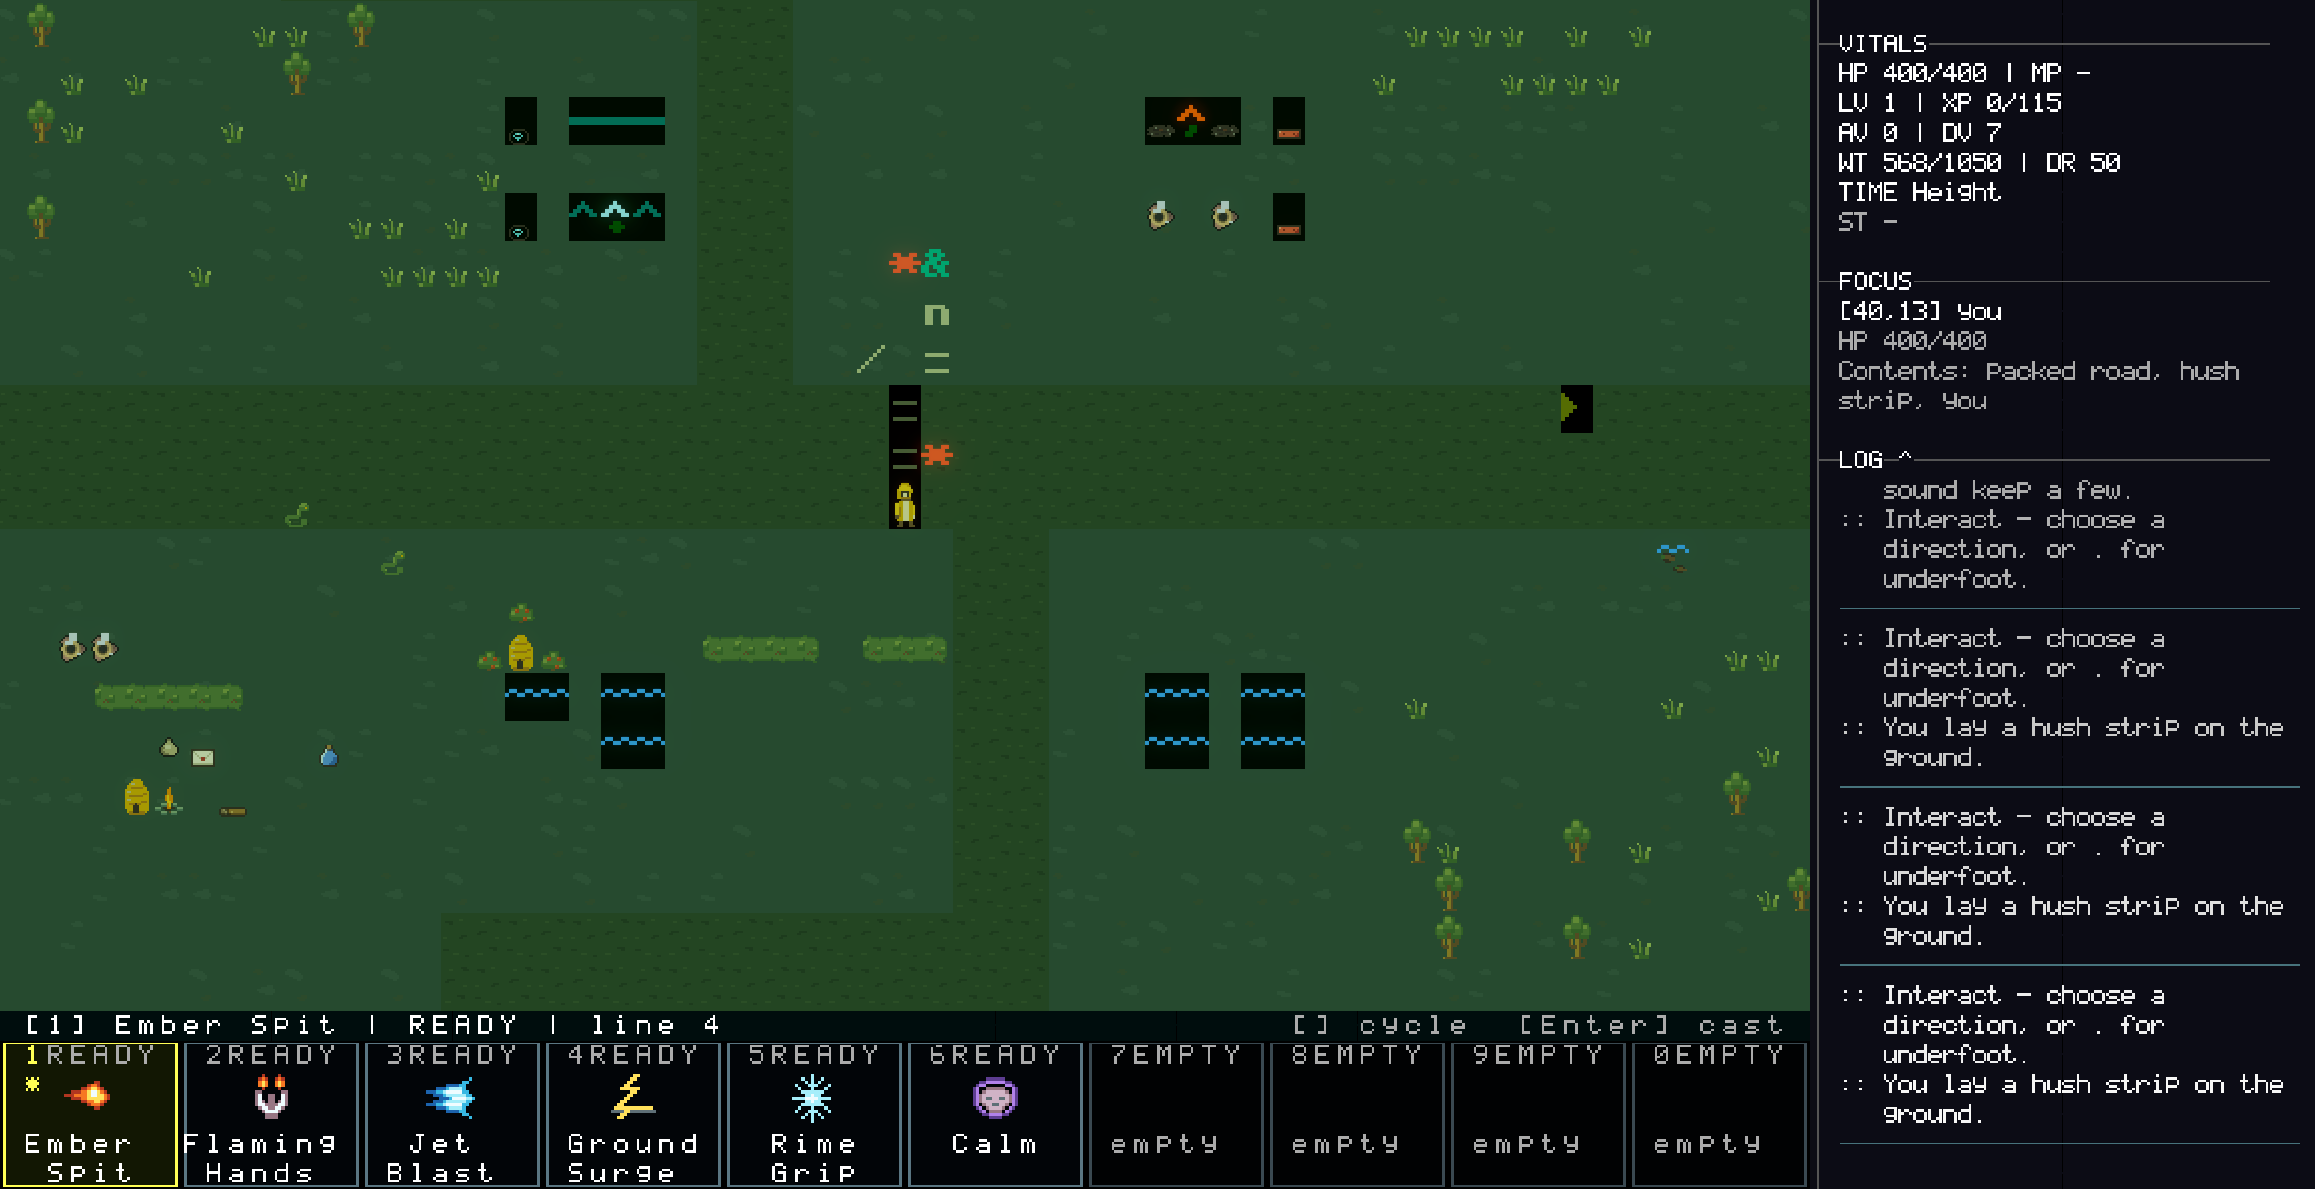 VITALS
HP 400/400 | MP -
LV 1 | XP 0/115
AV 0 | DV 7
WT 568/1050 | DR 50
TIME Height
ST -
FOCUS
[40,13] You
HP 400/400
Contents: Packed road, hush
strip, You
LOG ^
sound keep a few.
:: Interact - choose a
direction, or . for
underfoot.
:: Interact - choose a
direction, or . for
underfoot.
:: You lay a hush strip on the
ground.
:: Interact - choose a
direction, or . for
underfoot.
:: You lay a hush strip on the
ground.
:: Interact - choose a
direction, or . for
underfoot.
:: You lay a hush strip on the
ground.
&
[1] Ember Spit | READY | line 4
[] cycle [Enter] cast
1READY 2READY 3READY 4READY 5READY 6READY 7EMPTY 8EMPTY 9EMPTY 0EMPTY
Ember Flaming Jet Ground Rime Calm empty empty empty empty
Spit Hands Blast Surge Grip